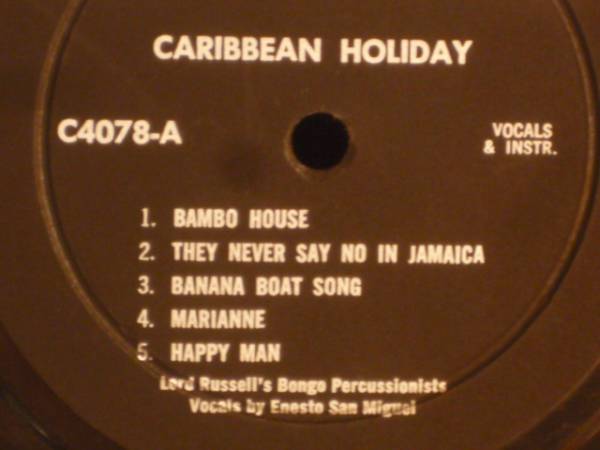 CARIBBEAN HOLIDAY
C4078-A
VOCALS
& INSTR.
1. BAMBO HOUSE
2. THEY NEVER SAY NO IN JAMAICA
3. BANANA BOAT SONG
4. MARIANNE
5. HAPPY MAN
Lord Russell's Bongo Percussionists
Vocals by Enesto San Miguel